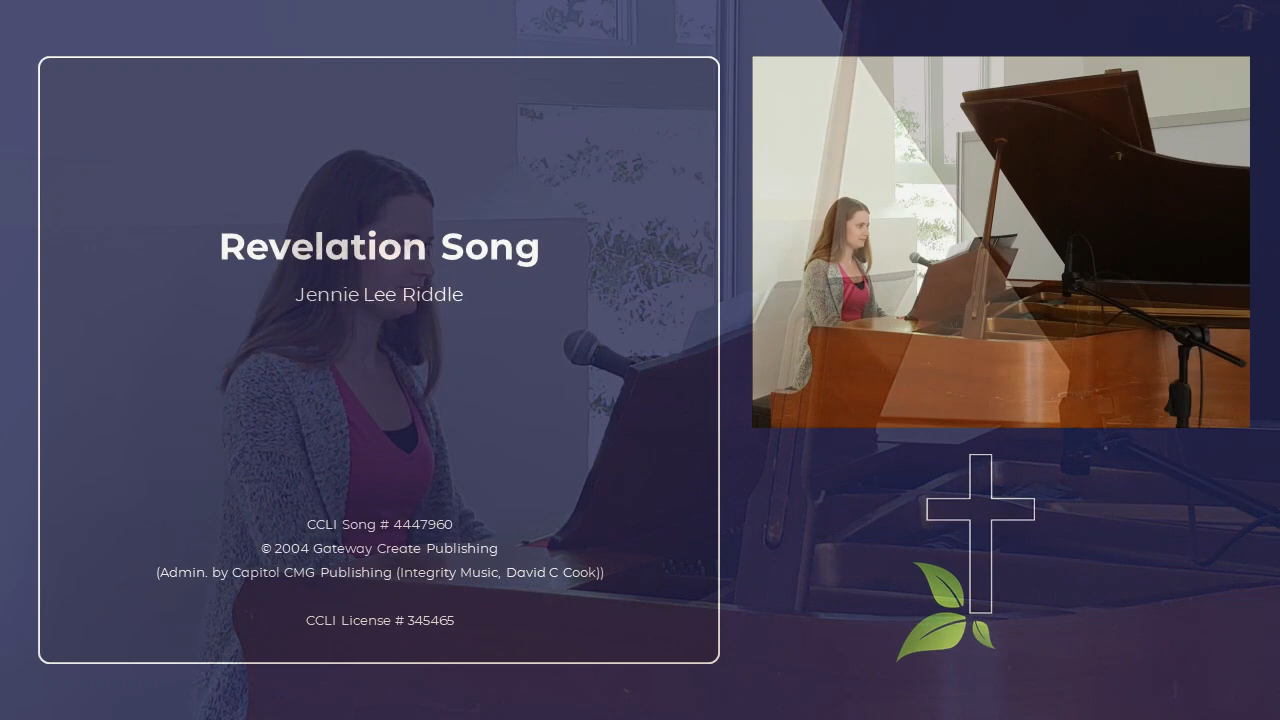 Revelation Song
Jennie Lee Riddle
CCLI Song # 4447960
© 2004 Gateway Create Publishing
(Admin. by Capitol CMG Publishing (Integrity Music, David C Cook))
CCLI License # 345465